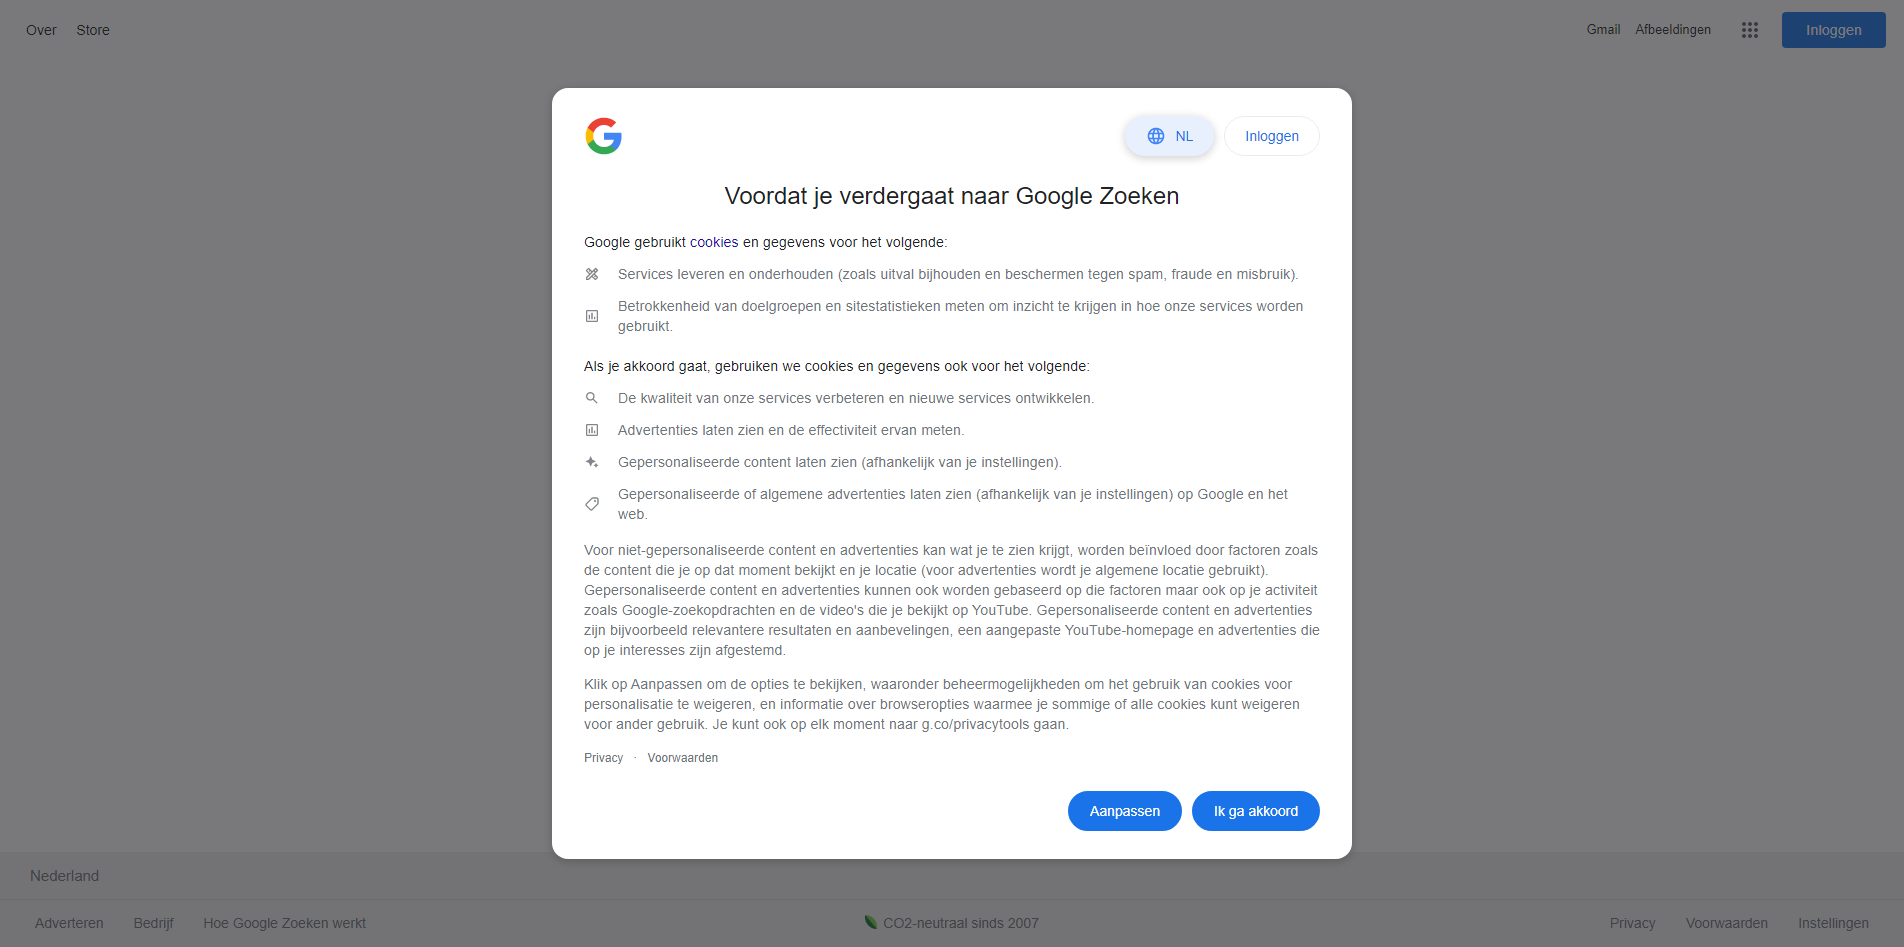 Over Store
Gmail Afbeeldingen Inloggen
NL Inloggen
Voordat je verdergaat naar Google Zoeken
Google gebruikt cookies en gegevens voor het volgende:
Services leveren en onderhouden (zoals uitval bijhouden en beschermen tegen spam, fraude en misbruik).
Betrokkenheid van doelgroepen en sitestatistieken meten om inzicht te krijgen in hoe onze services worden
gebruikt.
Als je akkoord gaat, gebruiken we cookies en gegevens ook voor het volgende:
De kwaliteit van onze services verbeteren en nieuwe services ontwikkelen.
Advertenties laten zien en de effectiviteit ervan meten.
Gepersonaliseerde content laten zien (afhankelijk van je instellingen).
Gepersonaliseerde of algemene advertenties laten zien (afhankelijk van je instellingen) op Google en het
web.
Voor niet-gepersonaliseerde content en advertenties kan wat je te zien krijgt, worden beïnvloed door factoren zoals
de content die je op dat moment bekijkt en je locatie (voor advertenties wordt je algemene locatie gebruikt).
Gepersonaliseerde content en advertenties kunnen ook worden gebaseerd op die factoren maar ook op je activiteit
zoals Google-zoekopdrachten en de video's die je bekijkt op YouTube. Gepersonaliseerde content en advertenties
zijn bijvoorbeeld relevantere resultaten en aanbevelingen, een aangepaste YouTube-homepage en advertenties die
op je interesses zijn afgestemd.
Klik op Aanpassen om de opties te bekijken, waaronder beheermogelijkheden om het gebruik van cookies voor
personalisatie te weigeren, en informatie over browseropties waarmee je sommige of alle cookies kunt weigeren
voor ander gebruik. Je kunt ook op elk moment naar g.co/privacytools gaan.
Privacy · Voorwaarden
Aanpassen Ik ga akkoord
Nederland
Adverteren Bedrijf Hoe Google Zoeken werkt CO2-neutraal sinds 2007 Privacy Voorwaarden Instellingen